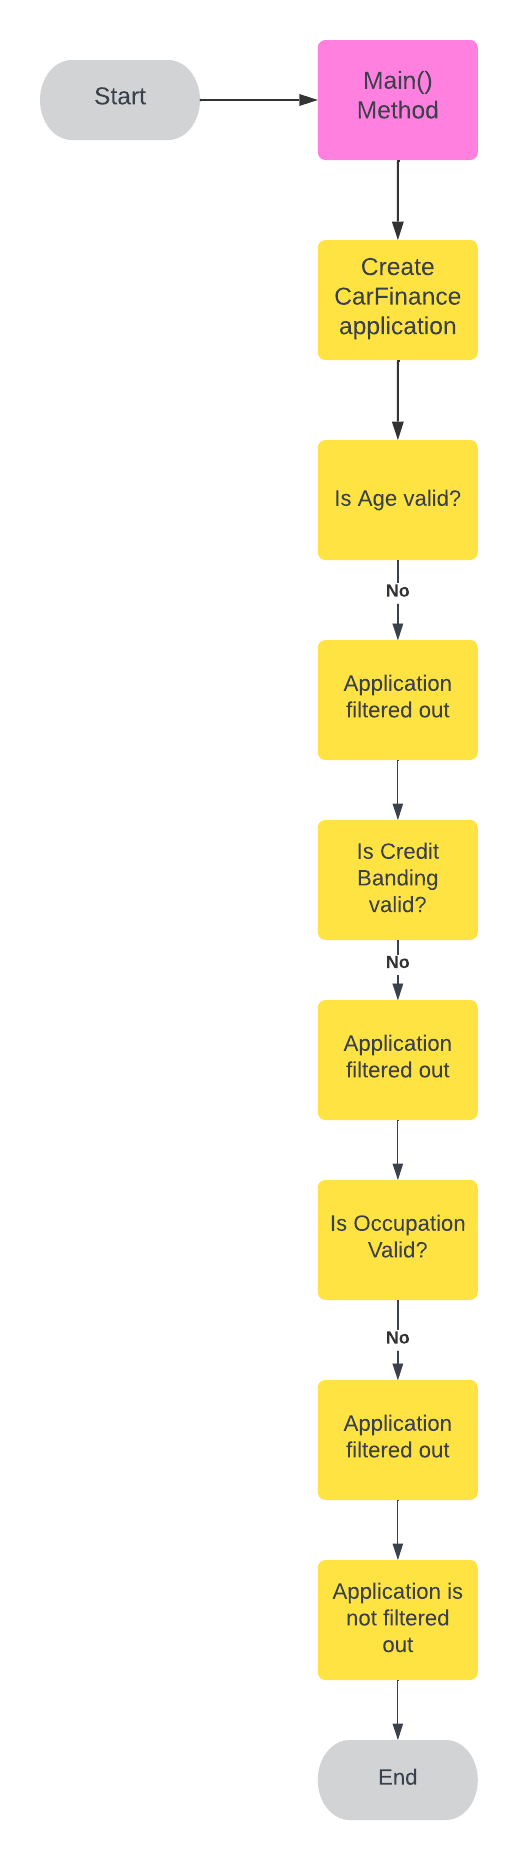 Start
Main()
Method
Create
CarFinance
application
Is Age valid?
No
Application
filtered out
Is Credit
Banding
valid?
No
Application
filtered out
Is Occupation
Valid?
No
Application
filtered out
Application is
not filtered
out
End